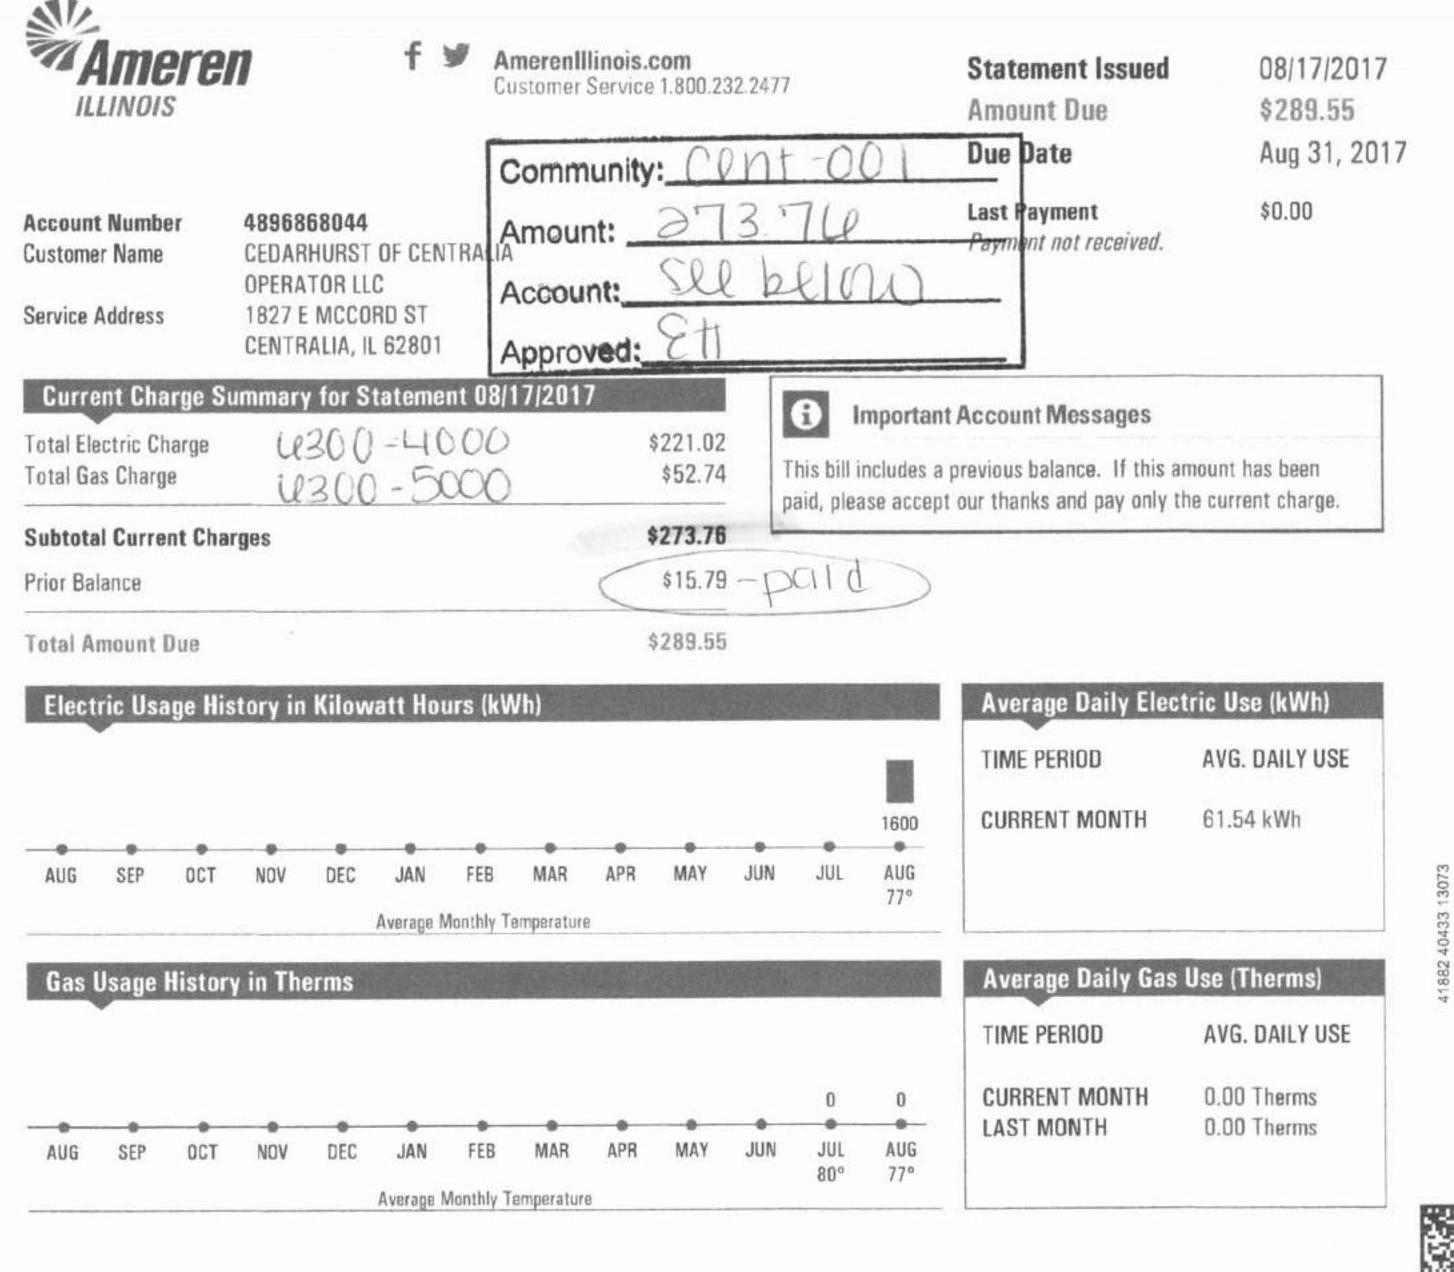 Ameren
ILLINOIS
AmerenIllinois.com
Customer Service 1.800.232.2477
Statement Issued 08/17/2017
Amount Due $289.55
Due Date Aug 31, 2017
Last Payment $0.00
Payment not received.
Community: Cent-001
Amount: 273.76
Account: see below
Approved: EH
Account Number 4896868044
Customer Name CEDARHURST OF CENTRALIA
OPERATOR LLC
Service Address 1827 E MCCORD ST
CENTRALIA, IL 62801
Current Charge Summary for Statement 08/17/2017
Total Electric Charge 6300-4000 $221.02
Total Gas Charge 6300-5000 $52.74
Subtotal Current Charges $273.76
Prior Balance $15.79 - paid
Total Amount Due $289.55
Important Account Messages
This bill includes a previous balance. If this amount has been
paid, please accept our thanks and pay only the current charge.
Electric Usage History in Kilowatt Hours (kWh)
1600
AUG SEP OCT NOV DEC JAN FEB MAR APR MAY JUN JUL AUG
77°
Average Monthly Temperature
Average Daily Electric Use (kWh)
TIME PERIOD AVG. DAILY USE
CURRENT MONTH 61.54 kWh
Gas Usage History in Therms
0 0
AUG SEP OCT NOV DEC JAN FEB MAR APR MAY JUN JUL AUG
80° 77°
Average Monthly Temperature
Average Daily Gas Use (Therms)
TIME PERIOD AVG. DAILY USE
CURRENT MONTH 0.00 Therms
LAST MONTH 0.00 Therms
41882 40433 13073